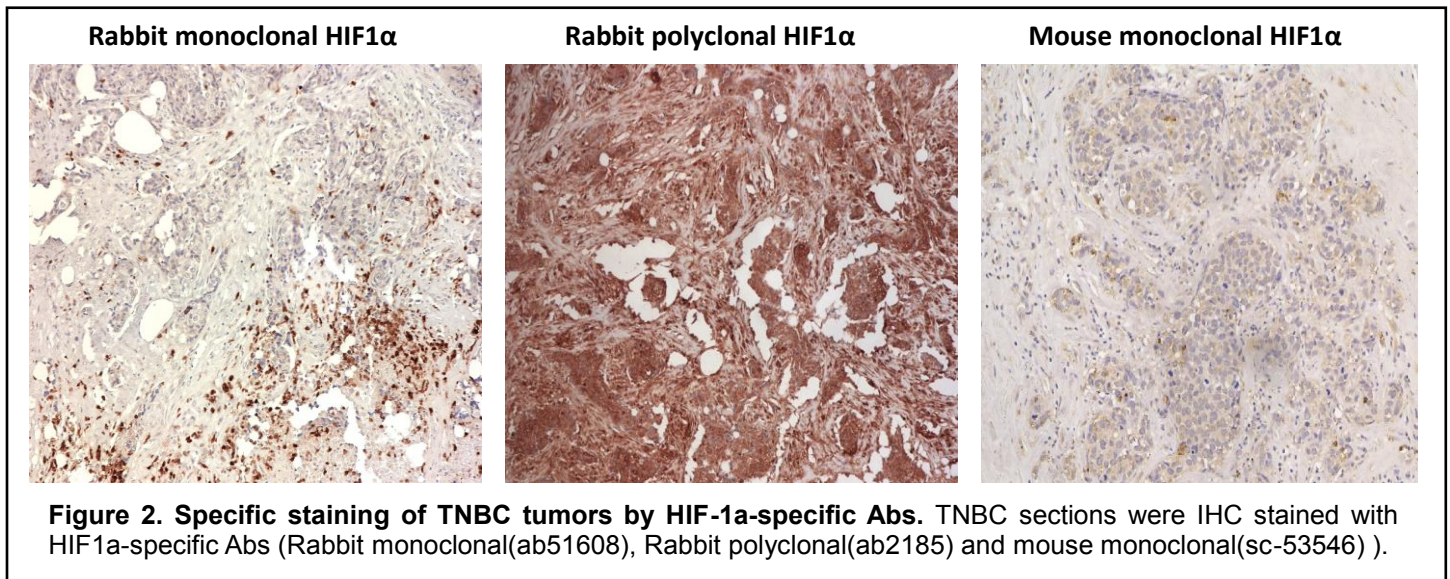 Rabbit monoclonal HIF1α
Rabbit polyclonal HIF1α
Mouse monoclonal HIF1α
Figure 2. Specific staining of TNBC tumors by HIF-1a-specific Abs. TNBC sections were IHC stained with
HIF1a-specific Abs (Rabbit monoclonal(ab51608), Rabbit polyclonal(ab2185) and mouse monoclonal(sc-53546) ).